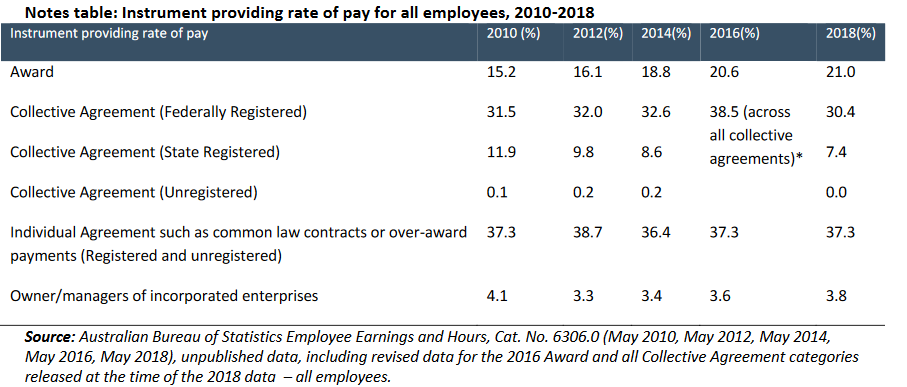 Notes table: Instrument providing rate of pay for all employees, 2010-2018
Instrument providing rate of pay 2010 (%) 2012(%) 2014(%) 2016(%) 2018(%)
Award 15.2 16.1 18.8 20.6 21.0
Collective Agreement (Federally Registered) 31.5 32.0 32.6 38.5 (across 30.4
all collective
Collective Agreement (State Registered) 11.9 9.8 8.6 agreements)* 7.4
Collective Agreement (Unregistered) 0.1 0.2 0.2 0.0
Individual Agreement such as common law contracts or over-award 37.3 38.7 36.4 37.3 37.3
payments (Registered and unregistered)
Owner/managers of incorporated enterprises 4.1 3.3 3.4 3.6 3.8
Source: Australian Bureau of Statistics Employee Earnings and Hours, Cat. No. 6306.0 (May 2010, May 2012, May 2014,
May 2016, May 2018), unpublished data, including revised data for the 2016 Award and all Collective Agreement categories
released at the time of the 2018 data – all employees.